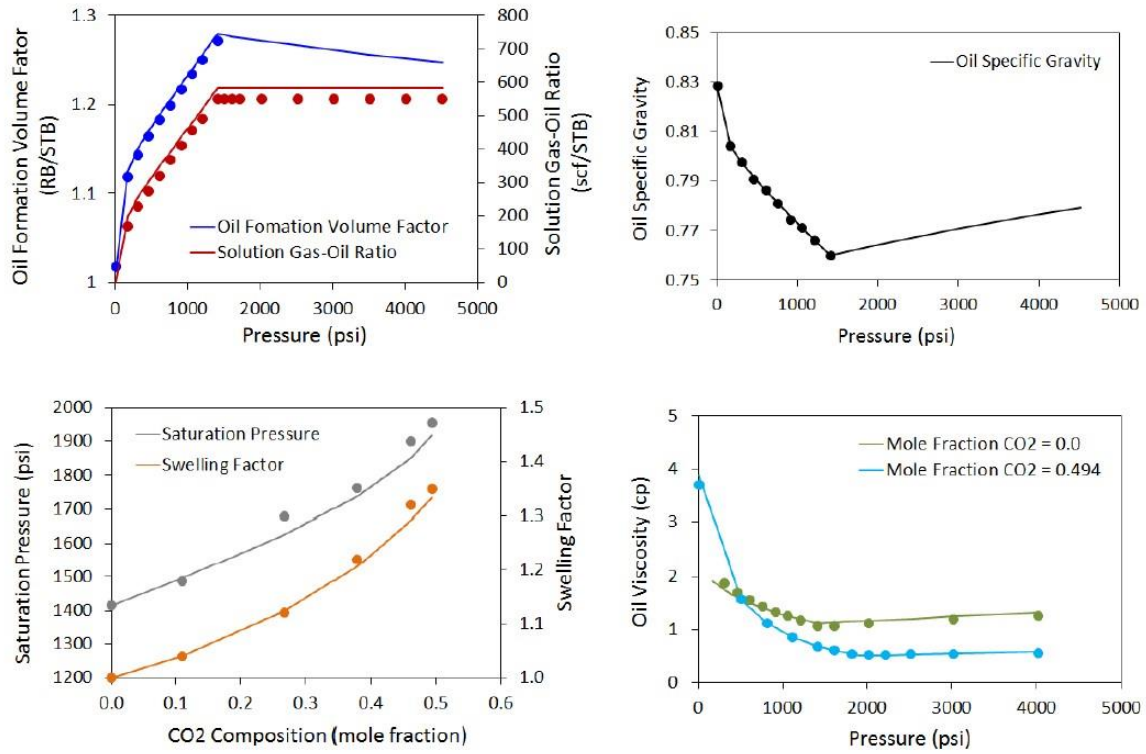 Oil Formation Volume Fator
(RB/STB)
1.3
1.2
1.1
1
800
700
600
500
400
300
200
100
0
Solution Gas-Oil Ratio
(scf/STB)
Oil Fomation Volume Factor
Solution Gas-Oil Ratio
0 1000 2000 3000 4000 5000
Pressure (psi)
Oil Specific Gravity
0.85
0.83
0.81
0.79
0.77
0.75
Oil Specific Gravity
0 1000 2000 3000 4000 5000
Pressure (psi)
Saturation Pressure (psi)
2000
1900
1800
1700
1600
1500
1400
1300
1200
1.5
1.4
1.3
1.2
1.1
1.0
Swelling Factor
Saturation Pressure
Swelling Factor
0.0 0.1 0.2 0.3 0.4 0.5 0.6
CO2 Composition (mole fraction)
Oil Viscosity (cp)
5
4
3
2
1
0
Mole Fraction CO2 = 0.0
Mole Fraction CO2 = 0.494
0 1000 2000 3000 4000 5000
Pressure (psi)